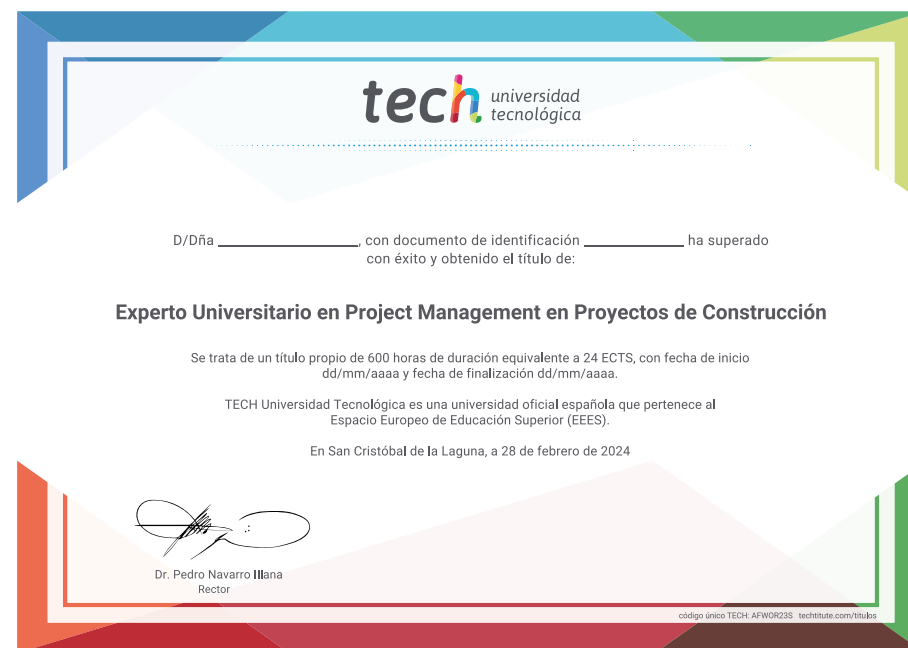 tech universidad
tecnológica
D/Dña ____________________, con documento de identificación ______________ ha superado
con éxito y obtenido el título de:
Experto Universitario en Project Management en Proyectos de Construcción
Se trata de un título propio de 600 horas de duración equivalente a 24 ECTS, con fecha de inicio
dd/mm/aaaa y fecha de finalización dd/mm/aaaa.
TECH Universidad Tecnológica es una universidad oficial española que pertenece al
Espacio Europeo de Educación Superior (EEES).
En San Cristóbal de la Laguna, a 28 de febrero de 2024
Dr. Pedro Navarro Illana
Rector
código único TECH: AFWOR23S techtitute.com/titulos